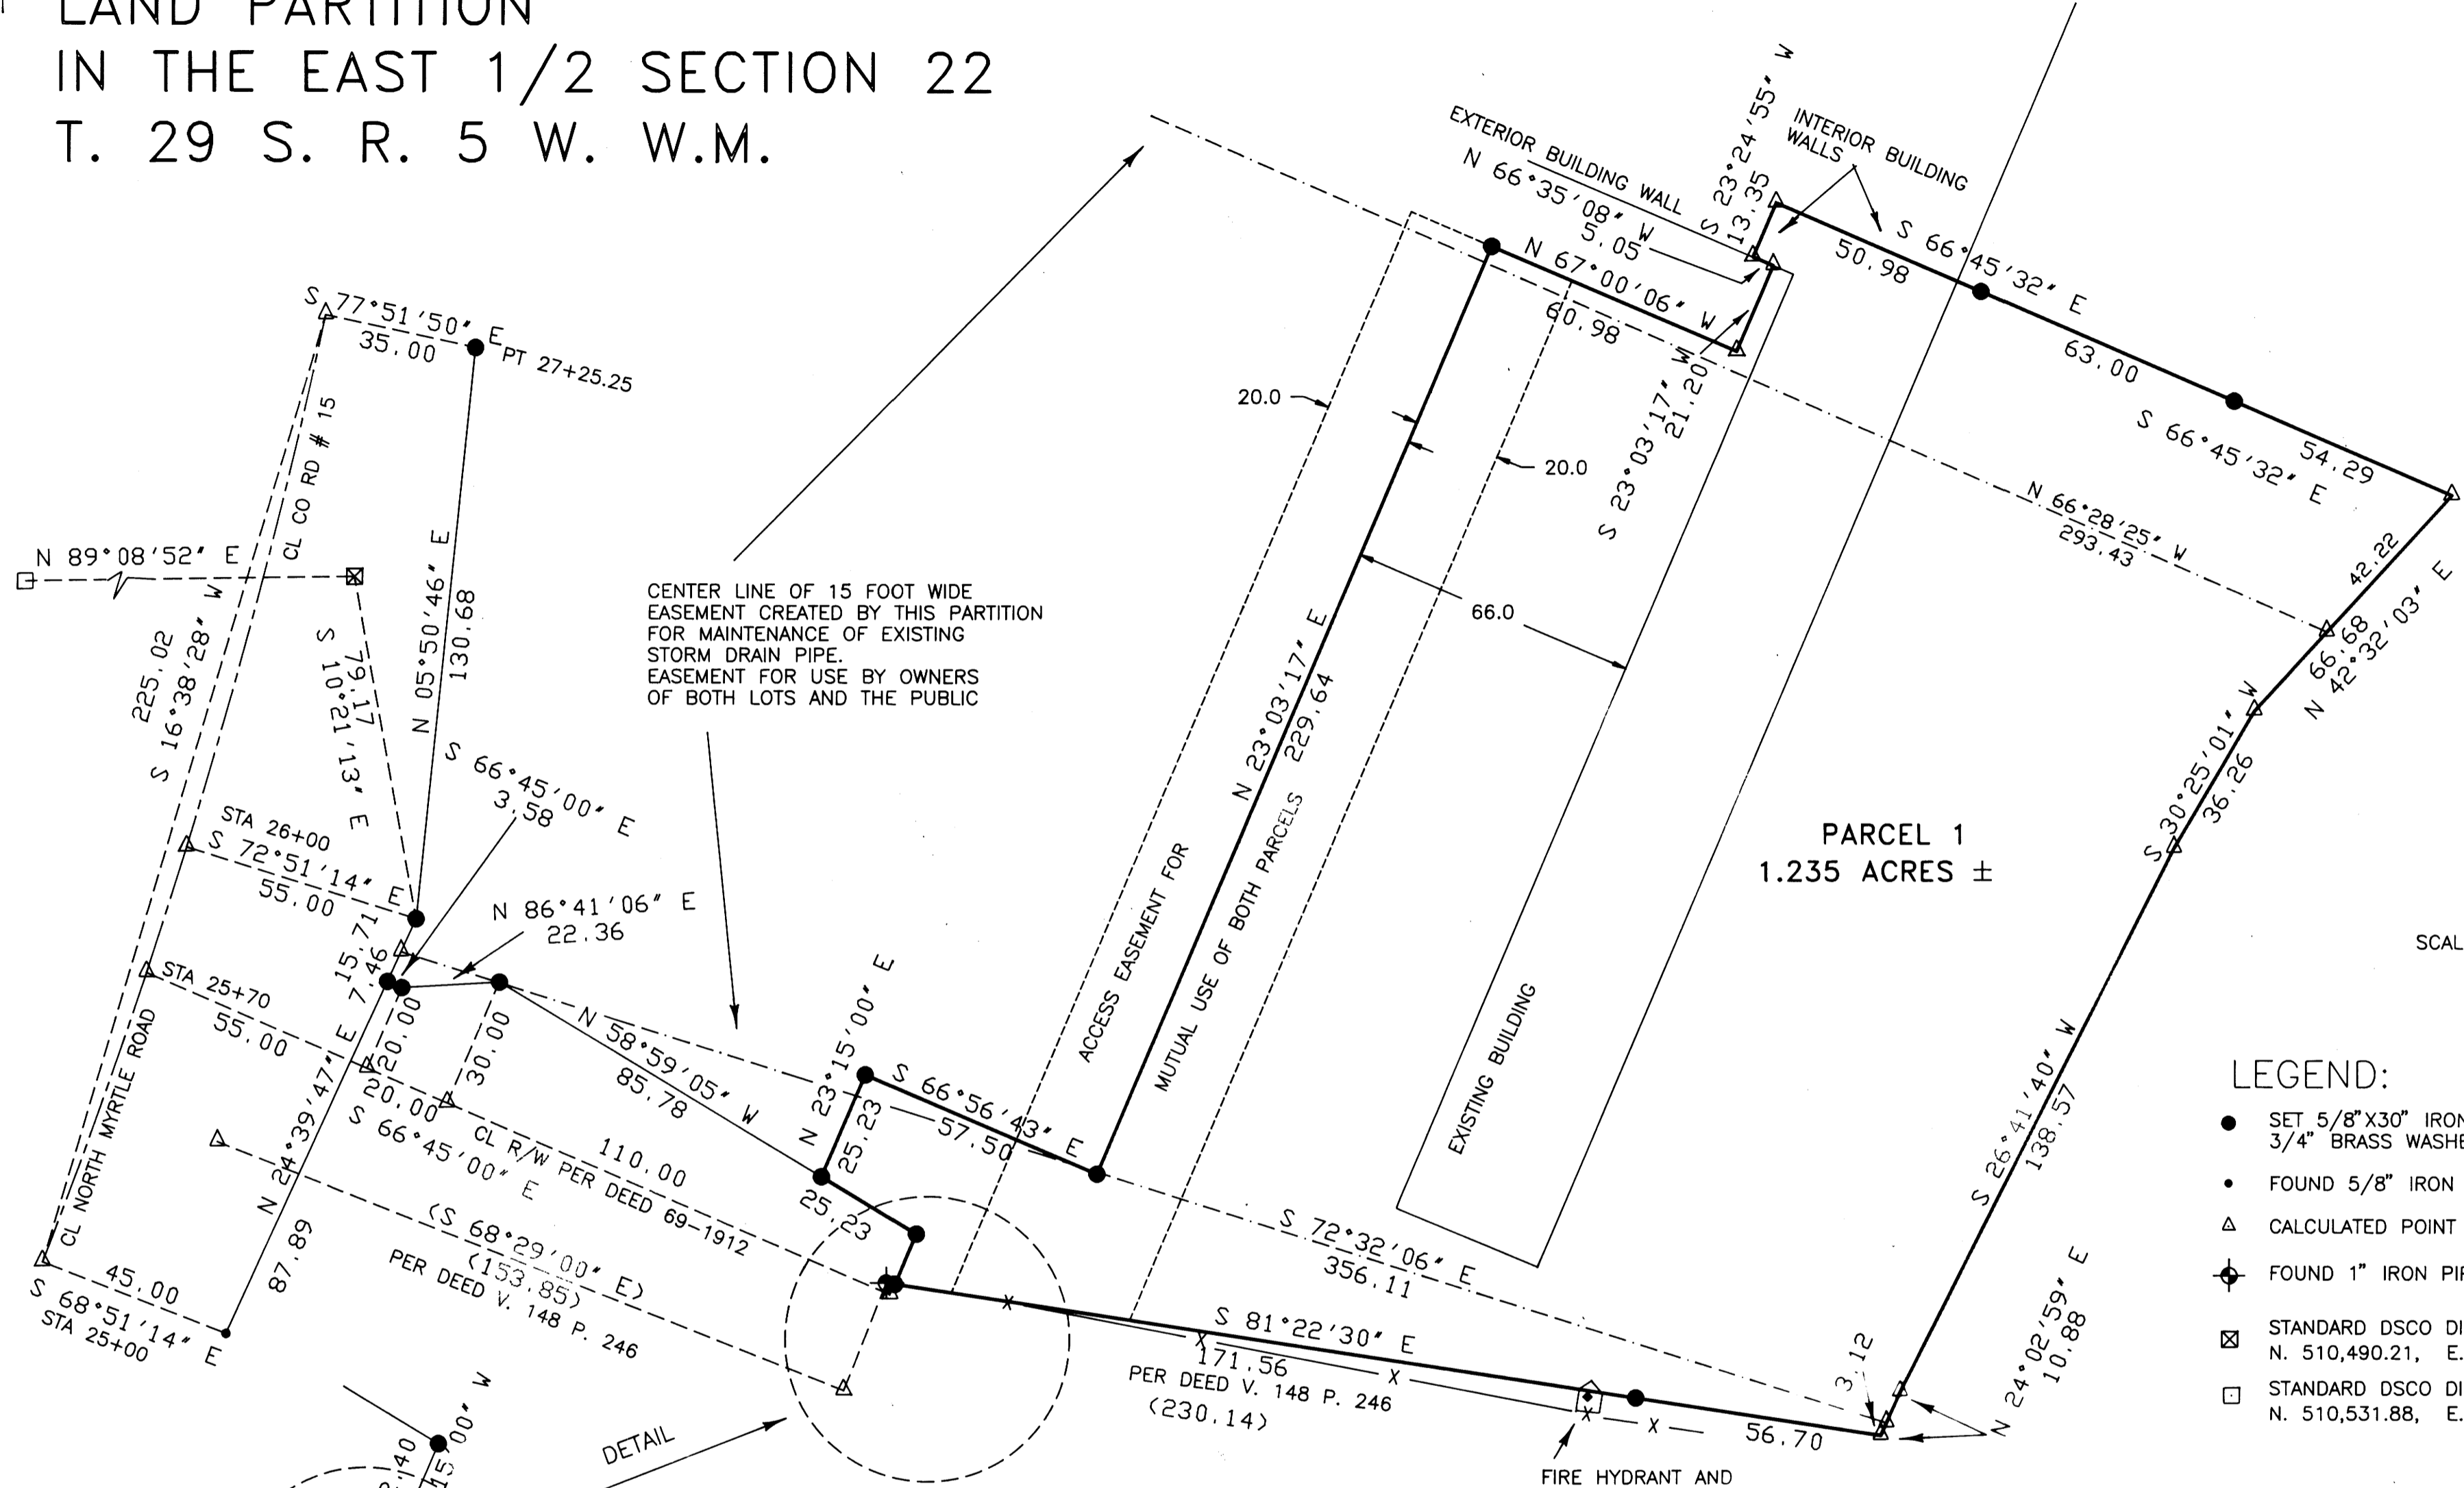 LAND PARTITION
IN THE EAST 1/2 SECTION 22
T. 29 S. R. 5 W. W.M.
EXTERIOR BUILDING WALL
N 66°35'08" W
5.05
S 23°24'55" W
13.35
INTERIOR BUILDING
WALLS
S 66°45'32" E
50.98
N 67°00'06" W
60.98
63.00
S 66°45'32" E
54.29
S 23°03'17" W
21.20
20.0
20.0
N 66°28'25" W
293.43
42.22
66.68
N 42°32'03" E
S 77°51'50" E
35.00
PT 27+25.25
CL CO RD # 15
N 89°08'52" E
225.02
S 16°38'28" W
79.17
S 10°21'13" E
N 05°50'46" E
130.68
CENTER LINE OF 15 FOOT WIDE
EASEMENT CREATED BY THIS PARTITION
FOR MAINTENANCE OF EXISTING
STORM DRAIN PIPE.
EASEMENT FOR USE BY OWNERS
OF BOTH LOTS AND THE PUBLIC
66.0
N 23°03'17" E
229.64
S 30°25'01" W
36.26
S 66°45'00" E
3.58
STA 26+00
S 72°51'14" E
55.00
N 86°41'06" E
22.36
15.71
7.46
PARCEL 1
1.235 ACRES ±
SCAL
ACCESS EASEMENT FOR
MUTUAL USE OF BOTH PARCELS
EXISTING BUILDING
STA 25+70
55.00
20.00
30.00
20.00
S 66°45'00" E
N 58°59'05" W
85.78
N 23°15'00" E
25.23
S 66°56'43" E
57.50
CL NORTH MYRTLE ROAD
N 24°39'47" E
87.89
CL R/W PER DEED 69-1912
110.00
25.23
(S 68°29'00" E)
(153.85)
PER DEED V. 148 P. 246
45.00
S 68°51'14" E
STA 25+00
S 72°32'06" E
356.11
S 26°41'40" W
138.57
S 81°22'30" E
171.56
PER DEED V. 148 P. 246
(230.14)
56.70
3.12
N 24°02'59" E
10.88
FIRE HYDRANT AND
DETAIL
.40
15'00" W
LEGEND:
SET 5/8"X30" IRON
3/4" BRASS WASHE
FOUND 5/8" IRON
CALCULATED POINT
FOUND 1" IRON PIP
STANDARD DSCO DI
N. 510,490.21, E.
STANDARD DSCO DI
N. 510,531.88, E.